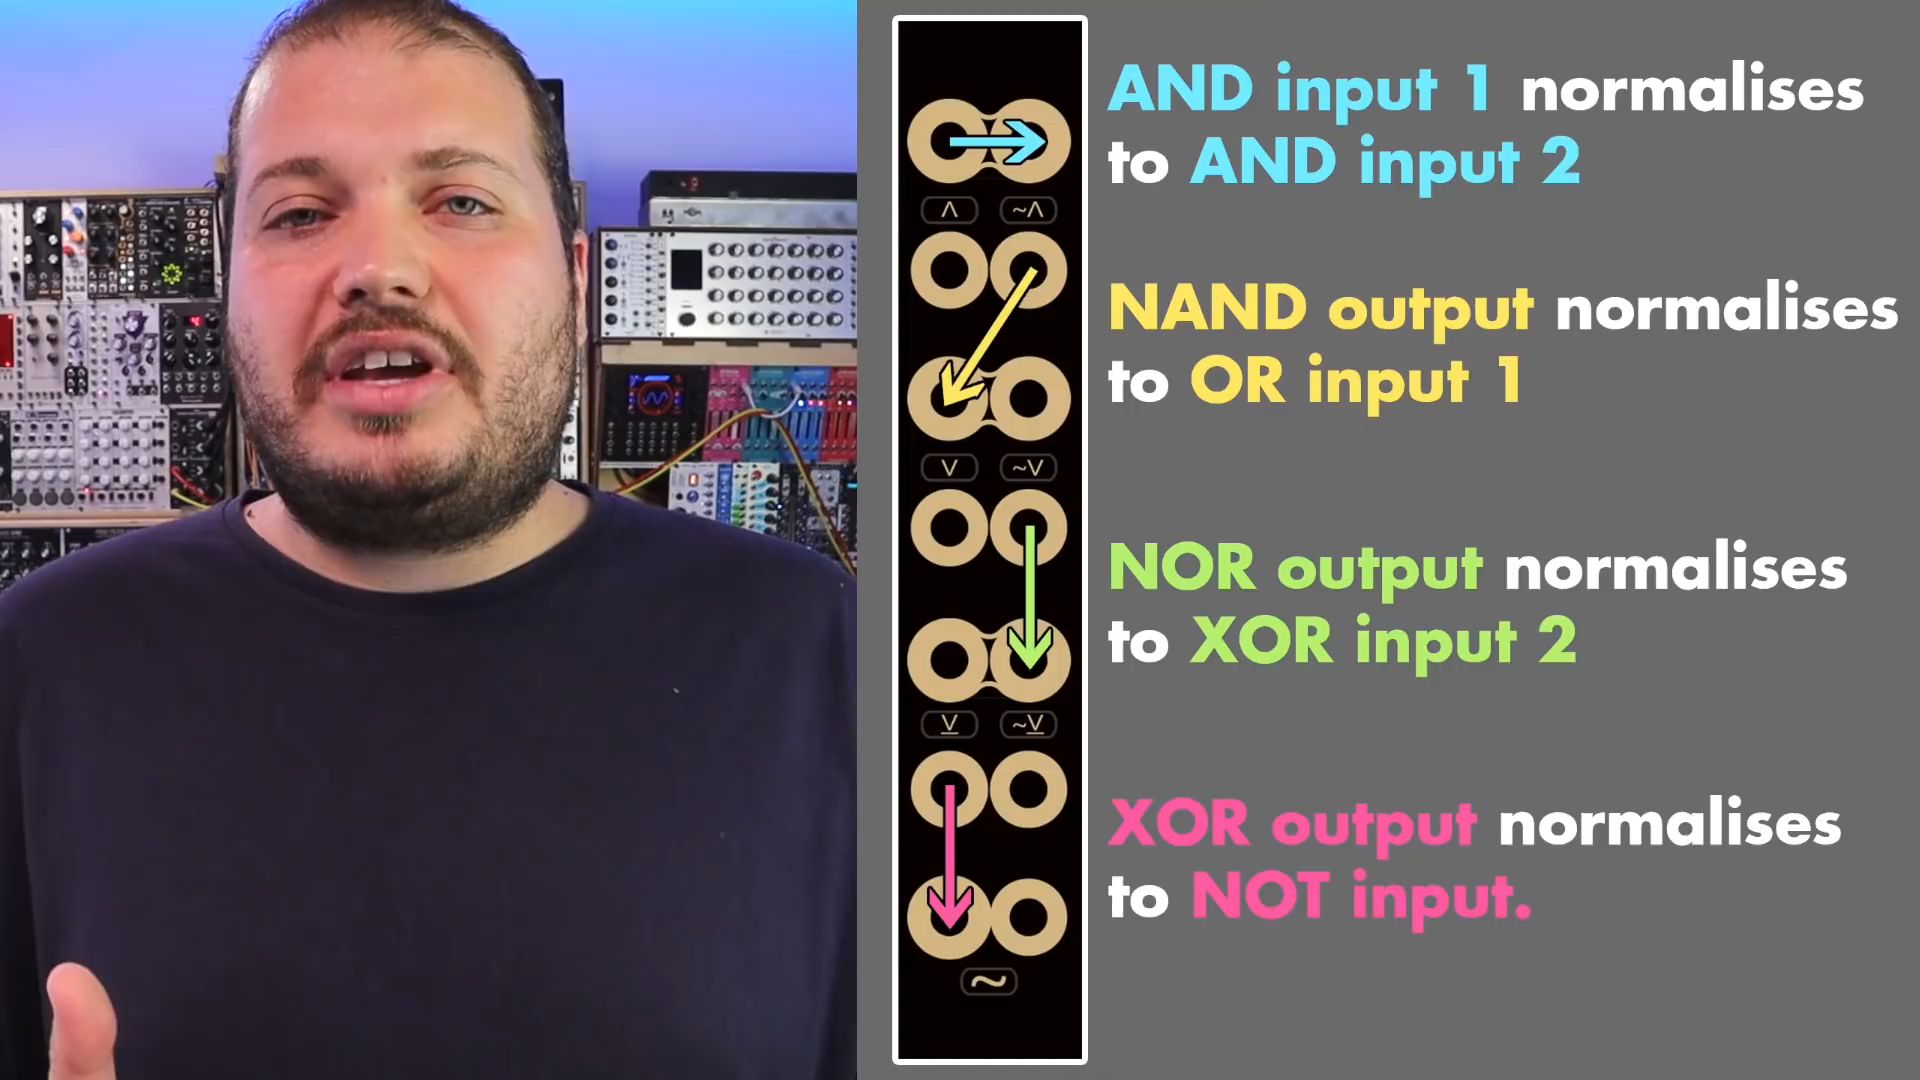 AND input 1 normalises
to AND input 2
∧ ~∧
NAND output normalises
to OR input 1
∨ ~∨
NOR output normalises
to XOR input 2
⊻ ~⊻
XOR output normalises
to NOT input.
~